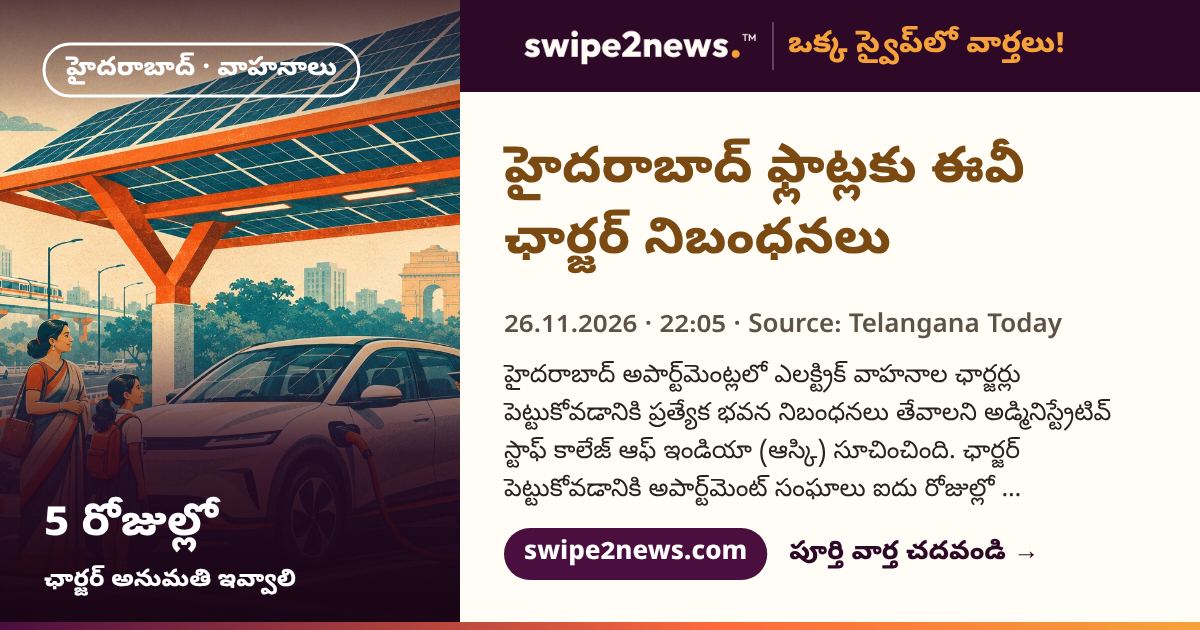 హైదరాబాద్ · వాహనాలు
5 రోజుల్లో
ఛార్జర్ అనుమతి ఇవ్వాలి
swipe2news.™ ఒక్క స్వైప్‌లో వార్తలు!
హైదరాబాద్ ఫ్లాట్లకు ఈవీ
ఛార్జర్ నిబంధనలు
26.11.2026 · 22:05 · Source: Telangana Today
హైదరాబాద్ అపార్ట్‌మెంట్లలో ఎలక్ట్రిక్ వాహనాల ఛార్జర్లు
పెట్టుకోవడానికి ప్రత్యేక భవన నిబంధనలు తేవాలని అడ్మినిస్ట్రేటివ్
స్టాఫ్ కాలేజ్ ఆఫ్ ఇండియా (ఆస్కి) సూచించింది. ఛార్జర్
పెట్టుకోవడానికి అపార్ట్‌మెంట్ సంఘాలు ఐదు రోజుల్లో ...
swipe2news.com పూర్తి వార్త చదవండి →